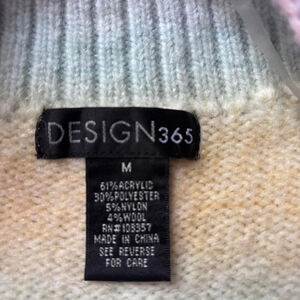 DESIGN365
M
61%ACRYLIC
30%POLYESTER
5%NYLON
4%WOOL
RN#108357
MADE IN CHINA
SEE REVERSE
FOR CARE